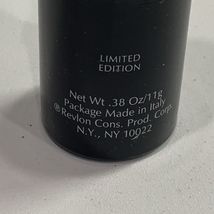 LIMITED
EDITION
Net Wt .38 Oz/11g
Package Made in Italy
®Revlon Cons. Prod. Corp.
N.Y., NY 10022